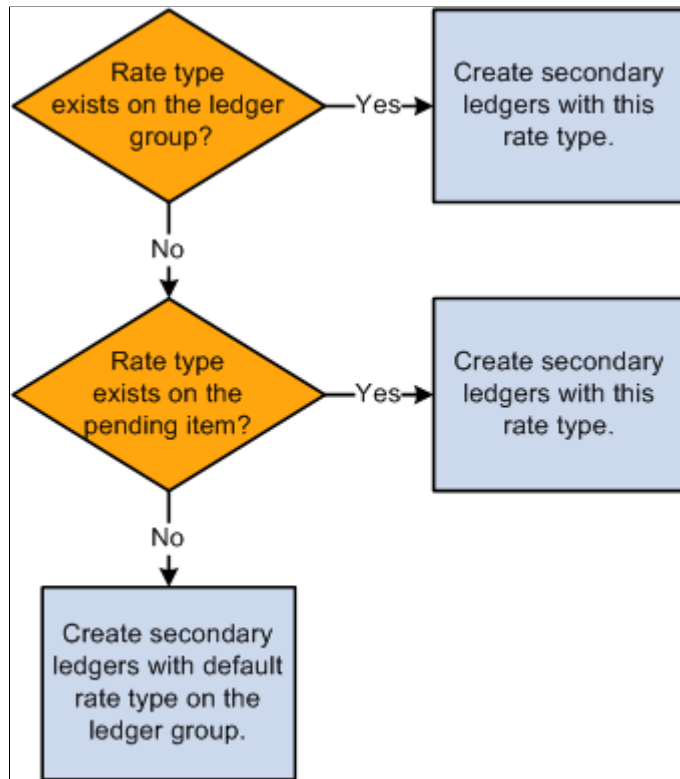 Rate type
exists on the ledger
group?
Yes
Create secondary
ledgers with this
rate type.
No
Rate type
exists on the
pending item?
Yes
Create secondary
ledgers with this
rate type.
No
Create secondary
ledgers with default
rate type on the
ledger group.